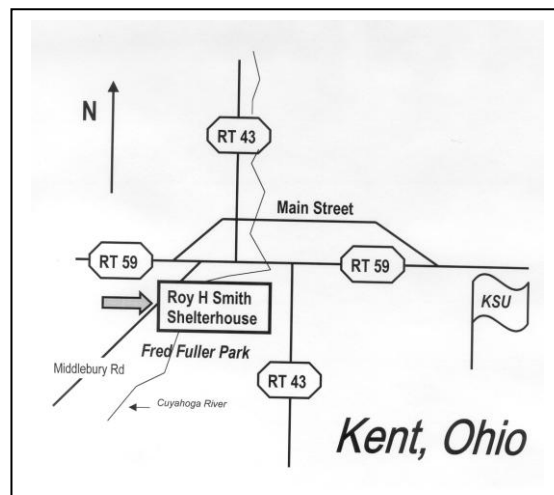 N
RT 43
Main Street
RT 59
RT 59
Roy H Smith
Shelterhouse
KSU
Fred Fuller Park
Middlebury Rd
RT 43
Cuyahoga River
Kent, Ohio